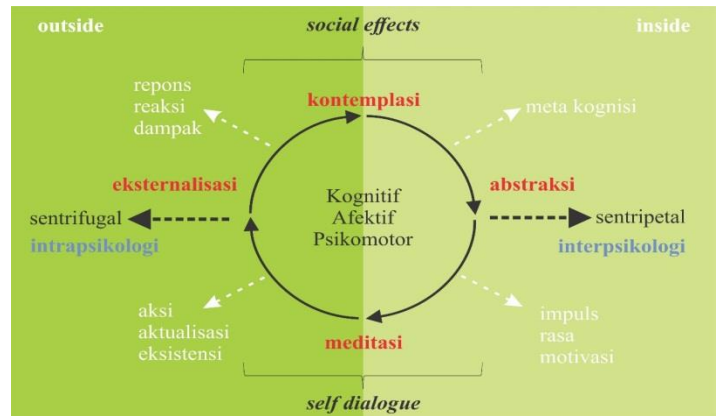 outside
social effects
inside
repons
reaksi
dampak
kontemplasi
meta kognisi
eksternalisasi
abstraksi
Kognitif
Afektif
Psikomotor
sentrifugal
sentripetal
intrapsikologi
interpsikologi
aksi
aktualisasi
eksistensi
impuls
rasa
motivasi
meditasi
self dialogue